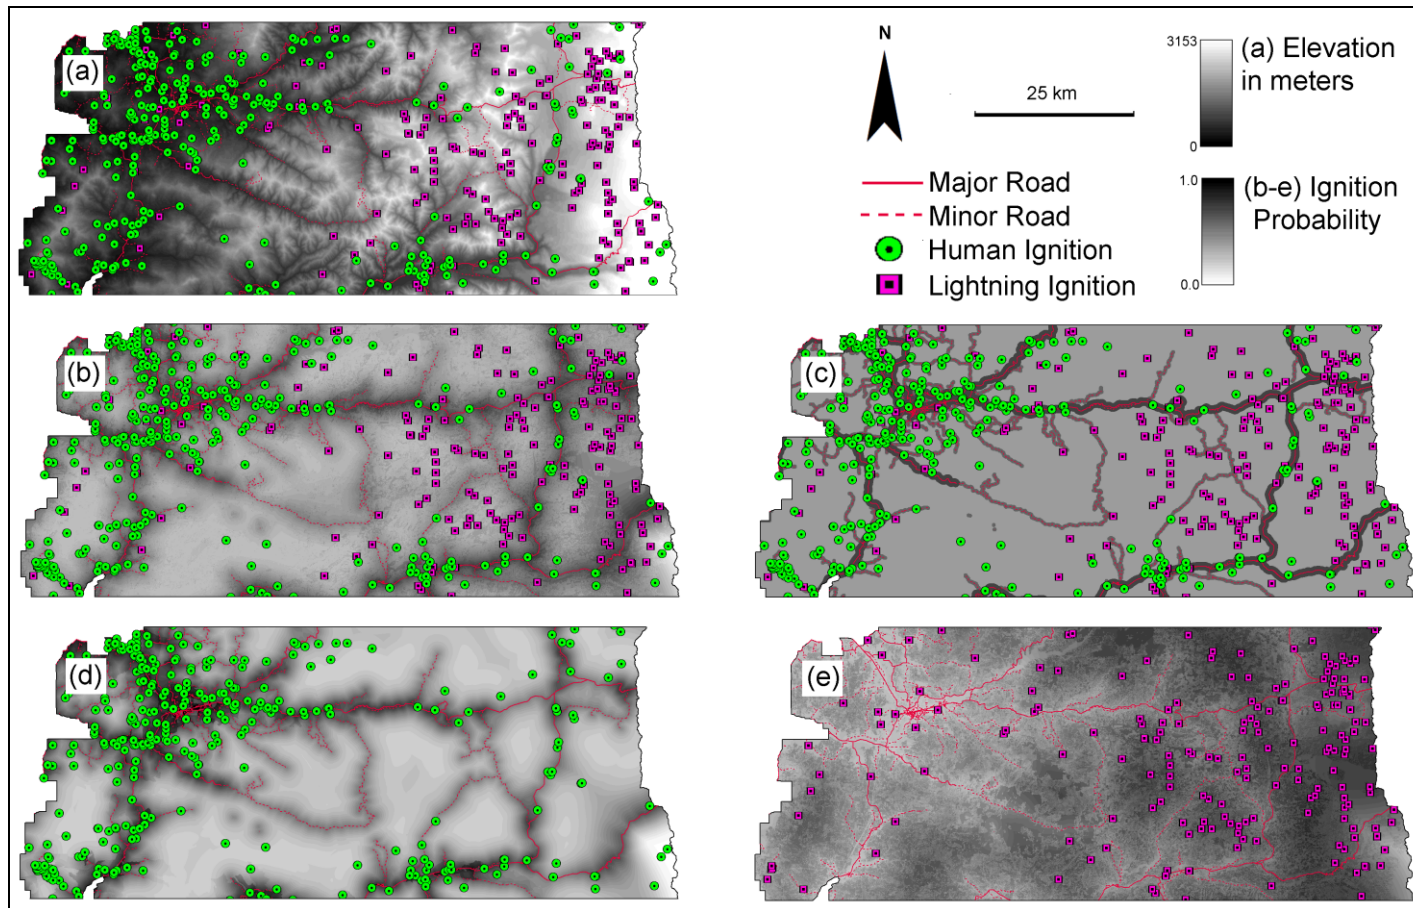 (a)
N
25 km
3153
0
(a) Elevation
in meters
Major Road
Minor Road
Human Ignition
Lightning Ignition
1.0
0.0
(b-e) Ignition
Probability
(b)
(c)
(d)
(e)